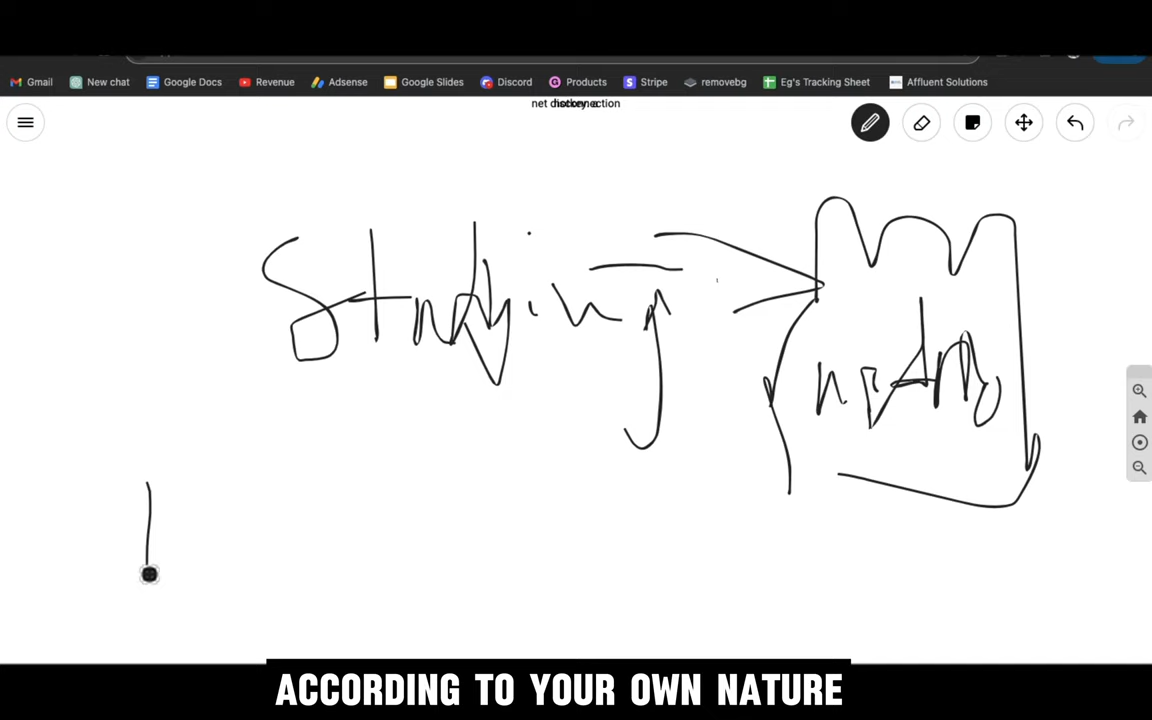 Gmail New chat Google Docs Revenue Adsense Google Slides Discord Products Stripe removebg Eg's Tracking Sheet Affluent Solutions
Studying
ACCORDING TO YOUR OWN NATURE